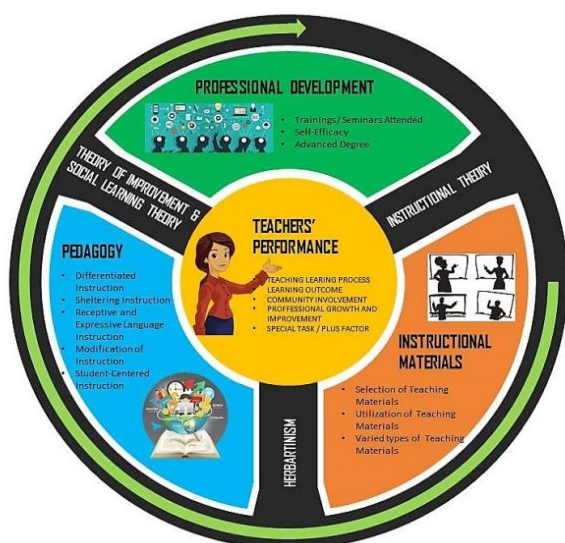 PROFESSIONAL DEVELOPMENT
• Trainings/ Seminars Attended
• Self-Efficacy
• Advanced Degree
THEORY OF IMPROVEMENT &
SOCIAL LEARNING THEORY
INSTRUCTIONAL THEORY
TEACHERS'
PERFORMANCE
• TEACHING LEARING PROCESS
LEARNING OUTCOME
• COMMUNITY INVOLVEMENT
• PROFESSIONAL GROWTH AND
IMPROVEMENT
• SPECIAL TASK / PLUS FACTOR
PEDAGOGY
• Differentiated
Instruction
• Sheltering Instruction
• Receptive and
Expressive Language
Instruction
• Modification of
Instruction
• Student-Centered
Instruction
INSTRUCTIONAL
MATERIALS
• Selection of Teaching
Materials
• Utilization of Teaching
Materials
• Varied types of Teaching
Materials
HERBARTINISM